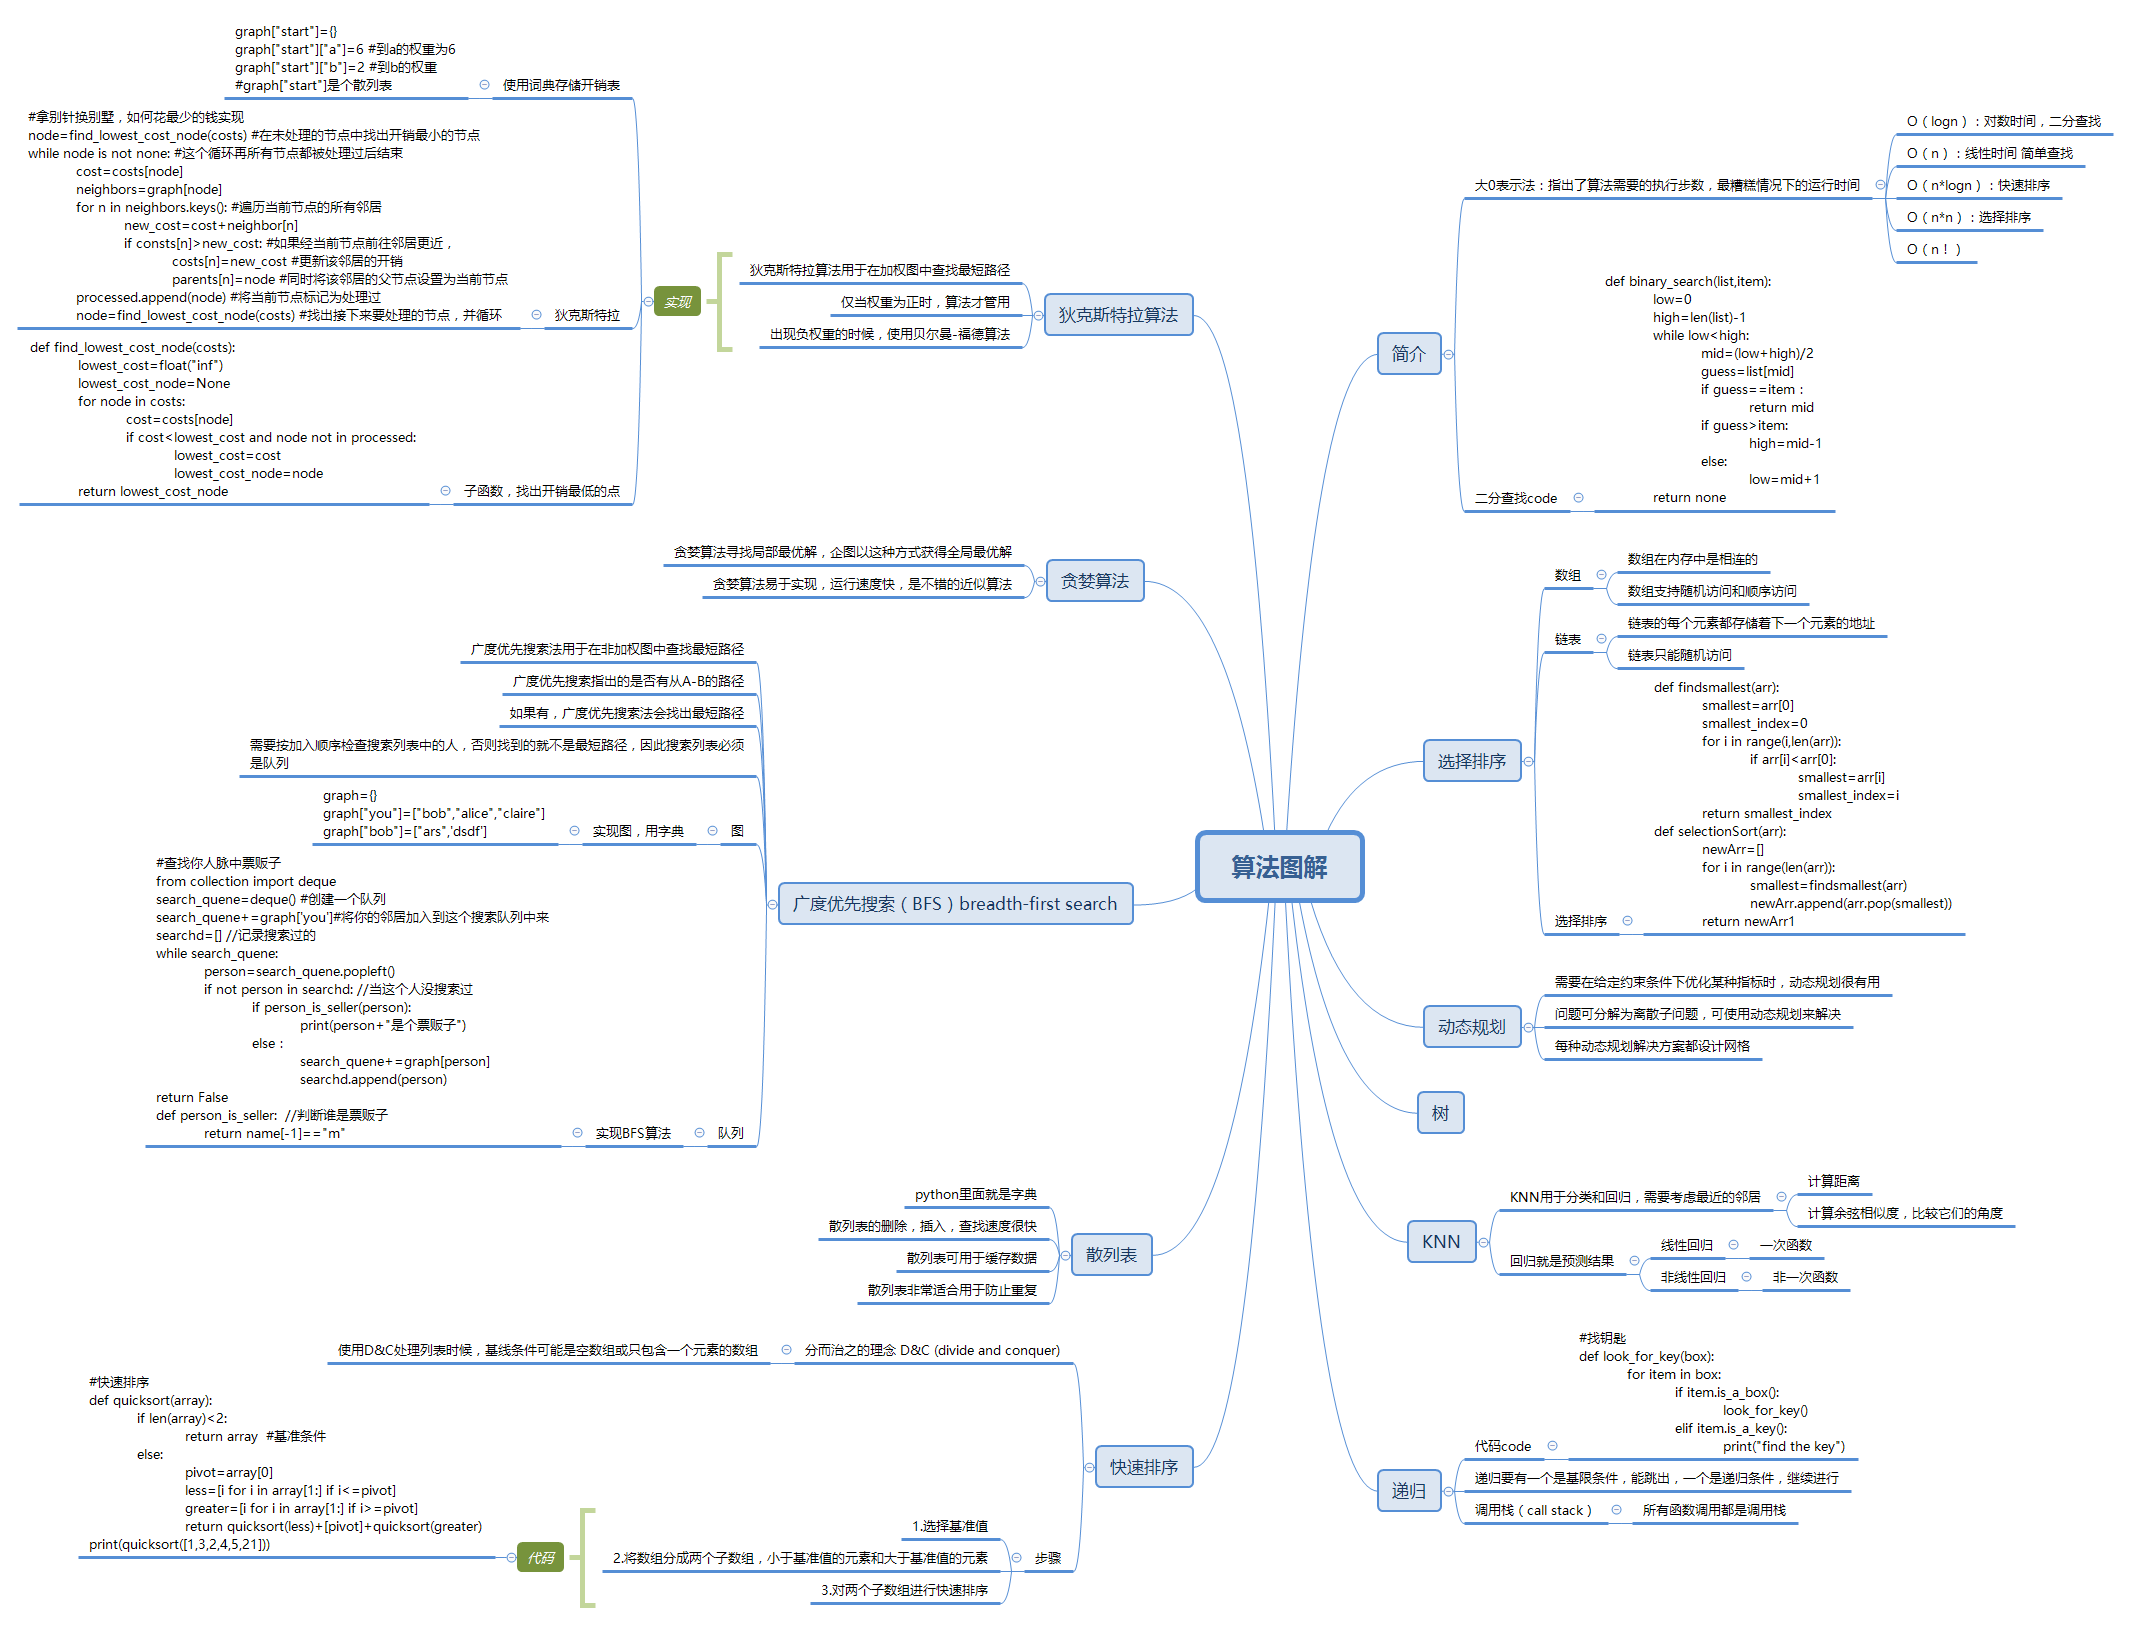 算法图解
简介
大0表示法：指出了算法需要的执行步数，最糟糕情况下的运行时间
O（logn）：对数时间，二分查找
O（n）：线性时间 简单查找
O（n*logn）：快速排序
O（n*n）：选择排序
O（n！）
二分查找code
def binary_search(list,item):
low=0
high=len(list)-1
while low<high:
mid=(low+high)/2
guess=list[mid]
if guess==item：
return mid
if guess>item:
high=mid-1
else:
low=mid+1
return none
选择排序
数组
数组在内存中是相连的
数组支持随机访问和顺序访问
链表
链表的每个元素都存储着下一个元素的地址
链表只能随机访问
选择排序
def findsmallest(arr):
smallest=arr[0]
smallest_index=0
for i in range(i,len(arr)):
if arr[i]<arr[0]:
smallest=arr[i]
smallest_index=i
return smallest_index
def selectionSort(arr):
newArr=[]
for i in range(len(arr)):
smallest=findsmallest(arr)
newArr.append(arr.pop(smallest))
return newArr1
动态规划
需要在给定约束条件下优化某种指标时，动态规划很有用
问题可分解为离散子问题，可使用动态规划来解决
每种动态规划解决方案都设计网格
树
KNN
KNN用于分类和回归，需要考虑最近的邻居
计算距离
计算余弦相似度，比较它们的角度
回归就是预测结果
线性回归
一次函数
非线性回归
非一次函数
递归
代码code
#找钥匙
def look_for_key(box):
for item in box:
if item.is_a_box():
look_for_key()
elif item.is_a_key():
print("find the key")
递归要有一个是基限条件，能跳出，一个是递归条件，继续进行
调用栈（call stack）
所有函数调用都是调用栈
狄克斯特拉算法
狄克斯特拉算法用于在加权图中查找最短路径
仅当权重为正时，算法才管用
出现负权重的时候，使用贝尔曼-福德算法
实现
使用词典存储开销表
graph["start"]={}
graph["start"]["a"]=6 #到a的权重为6
graph["start"]["b"]=2 #到b的权重
#graph["start"]是个散列表
狄克斯特拉
#拿别针换别墅，如何花最少的钱实现
node=find_lowest_cost_node(costs) #在未处理的节点中找出开销最小的节点
while node is not none: #这个循环再所有节点都被处理过后结束
cost=costs[node]
neighbors=graph[node]
for n in neighbors.keys(): #遍历当前节点的所有邻居
new_cost=cost+neighbor[n]
if consts[n]>new_cost: #如果经当前节点前往邻居更近，
costs[n]=new_cost #更新该邻居的开销
parents[n]=node #同时将该邻居的父节点设置为当前节点
processed.append(node) #将当前节点标记为处理过
node=find_lowest_cost_node(costs) #找出接下来要处理的节点，并循环
子函数，找出开销最低的点
def find_lowest_cost_node(costs):
lowest_cost=float("inf")
lowest_cost_node=None
for node in costs:
cost=costs[node]
if cost<lowest_cost and node not in processed:
lowest_cost=cost
lowest_cost_node=node
return lowest_cost_node
贪婪算法
贪婪算法寻找局部最优解，企图以这种方式获得全局最优解
贪婪算法易于实现，运行速度快，是不错的近似算法
广度优先搜索（BFS）breadth-first search
广度优先搜索法用于在非加权图中查找最短路径
广度优先搜索指出的是否有从A-B的路径
如果有，广度优先搜索法会找出最短路径
需要按加入顺序检查搜索列表中的人，否则找到的就不是最短路径，因此搜索列表必须
是队列
图
实现图，用字典
graph={}
graph["you"]=["bob","alice","claire"]
graph["bob"]=["ars",'dsdf']
队列
实现BFS算法
#查找你人脉中票贩子
from collection import deque
search_quene=deque() #创建一个队列
search_quene+=graph['you']#将你的邻居加入到这个搜索队列中来
searchd=[] //记录搜索过的
while search_quene:
person=search_quene.popleft()
if not person in searchd: //当这个人没搜索过
if person_is_seller(person):
print(person+"是个票贩子")
else：
search_quene+=graph[person]
searchd.append(person)
return False
def person_is_seller: //判断谁是票贩子
return name[-1]=="m"
散列表
python里面就是字典
散列表的删除，插入，查找速度很快
散列表可用于缓存数据
散列表非常适合用于防止重复
快速排序
分而治之的理念 D&C (divide and conquer)
使用D&C处理列表时候，基线条件可能是空数组或只包含一个元素的数组
步骤
1.选择基准值
2.将数组分成两个子数组，小于基准值的元素和大于基准值的元素
3.对两个子数组进行快速排序
代码
#快速排序
def quicksort(array):
if len(array)<2:
return array #基准条件
else:
pivot=array[0]
less=[i for i in array[1:] if i<=pivot]
greater=[i for i in array[1:] if i>=pivot]
return quicksort(less)+[pivot]+quicksort(greater)
print(quicksort([1,3,2,4,5,21]))